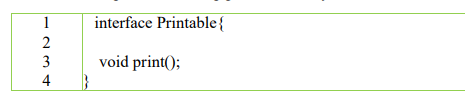 1 interface Printable{
2
3 void print();
4 }